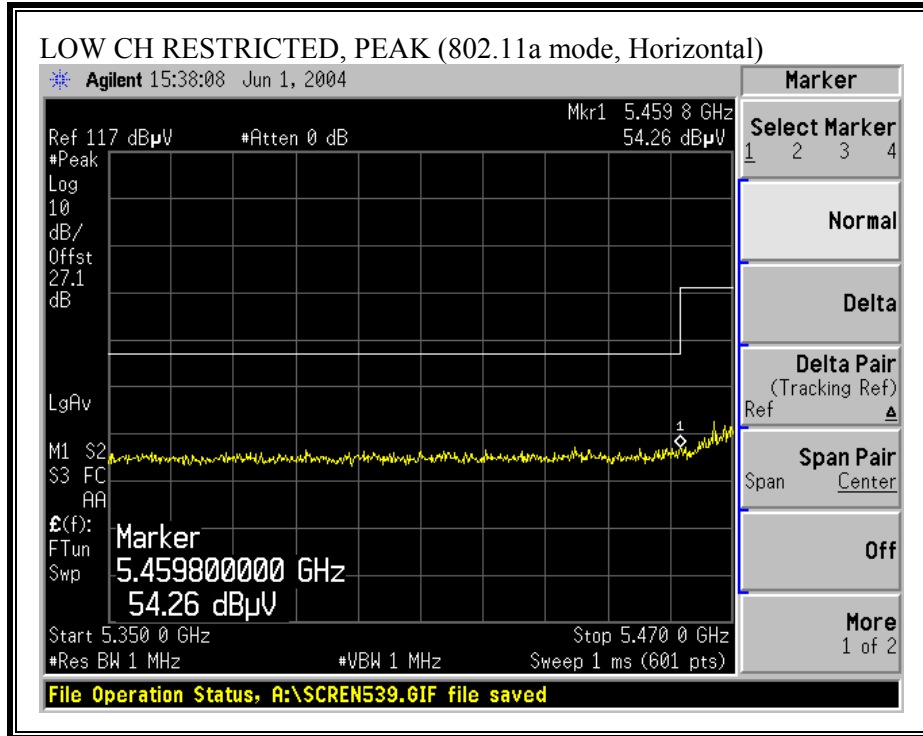 LOW CH RESTRICTED, PEAK (802.11a mode, Horizontal)
Agilent 15:38:08 Jun 1, 2004
Mkr1 5.459 8 GHz
Ref 117 dBµV #Atten 0 dB 54.26 dBµV
#Peak
Log
10
dB/
Offst
27.1
dB
LgAv
M1 S2
S3 FC
AA
£(f):
FTun
Swp
1
Marker
5.459800000 GHz
54.26 dBµV
Start 5.350 0 GHz Stop 5.470 0 GHz
#Res BW 1 MHz #VBW 1 MHz Sweep 1 ms (601 pts)
File Operation Status, A:\SCREN539.GIF file saved
Marker
Select Marker
1 2 3 4
Normal
Delta
Delta Pair
(Tracking Ref)
Ref Δ
Span Pair
Span Center
Off
More
1 of 2